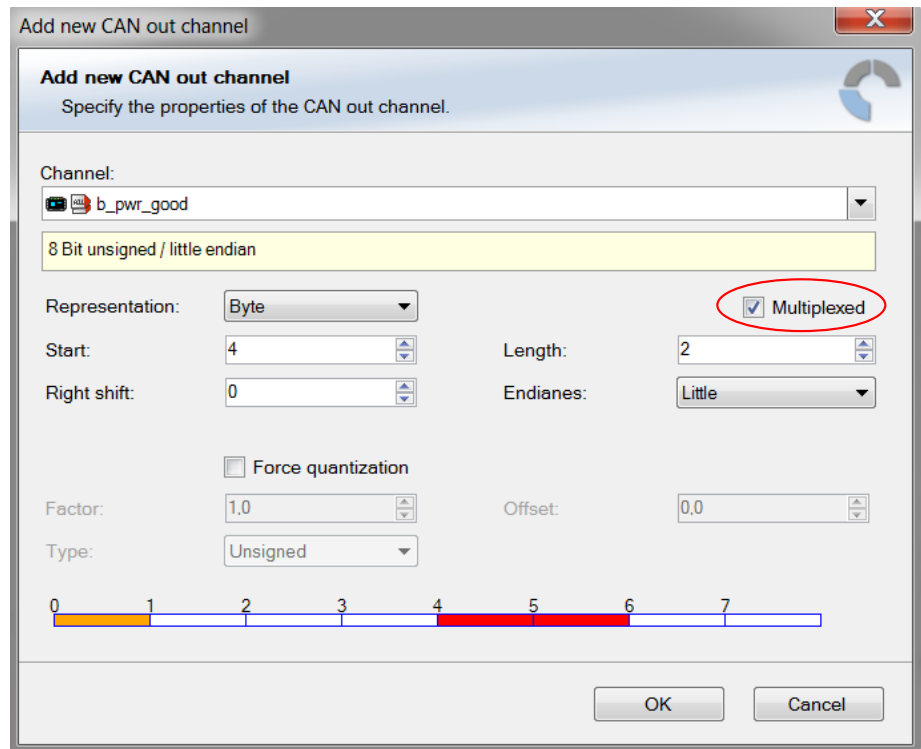 Add new CAN out channel
Add new CAN out channel
Specify the properties of the CAN out channel.
Channel:
b_pwr_good
8 Bit unsigned / little endian
Representation: Byte Multiplexed
Start: 4 Length: 2
Right shift: 0 Endianes: Little
Force quantization
Factor: 1,0 Offset: 0,0
Type: Unsigned
0 1 2 3 4 5 6 7
OK Cancel